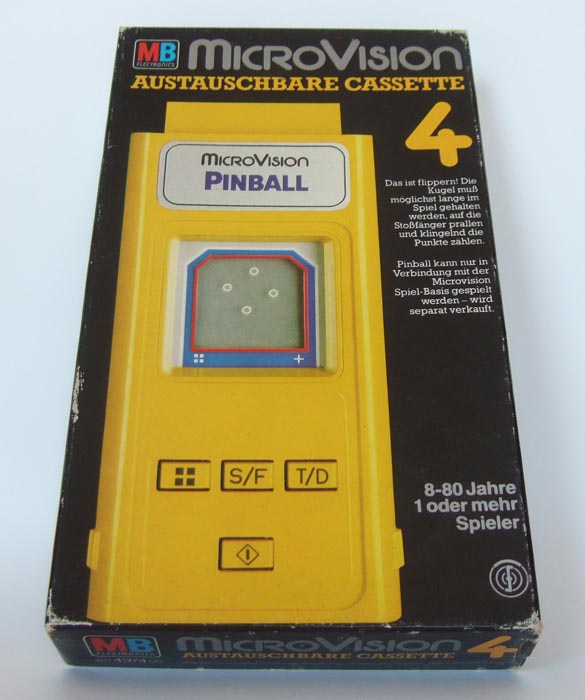 MB
ELECTRONICS
MICROVISION
AUSTAUSCHBARE CASSETTE
4
MICROVISION
PINBALL
Das ist flippern! Die
Kugel muß
möglichst lange im
Spiel gehalten
werden, auf die
Stoßfänger prallen
und klingelnd die
Punkte zählen.
Pinball kann nur in
Verbindung mit der
Microvision
Spiel-Basis gespielt
werden – wird
separat verkauft.
S/F
T/D
8-80 Jahre
1 oder mehr
Spieler
MB
ELECTRONICS
MICROVISION
4
AUSTAUSCHBARE CASSETTE